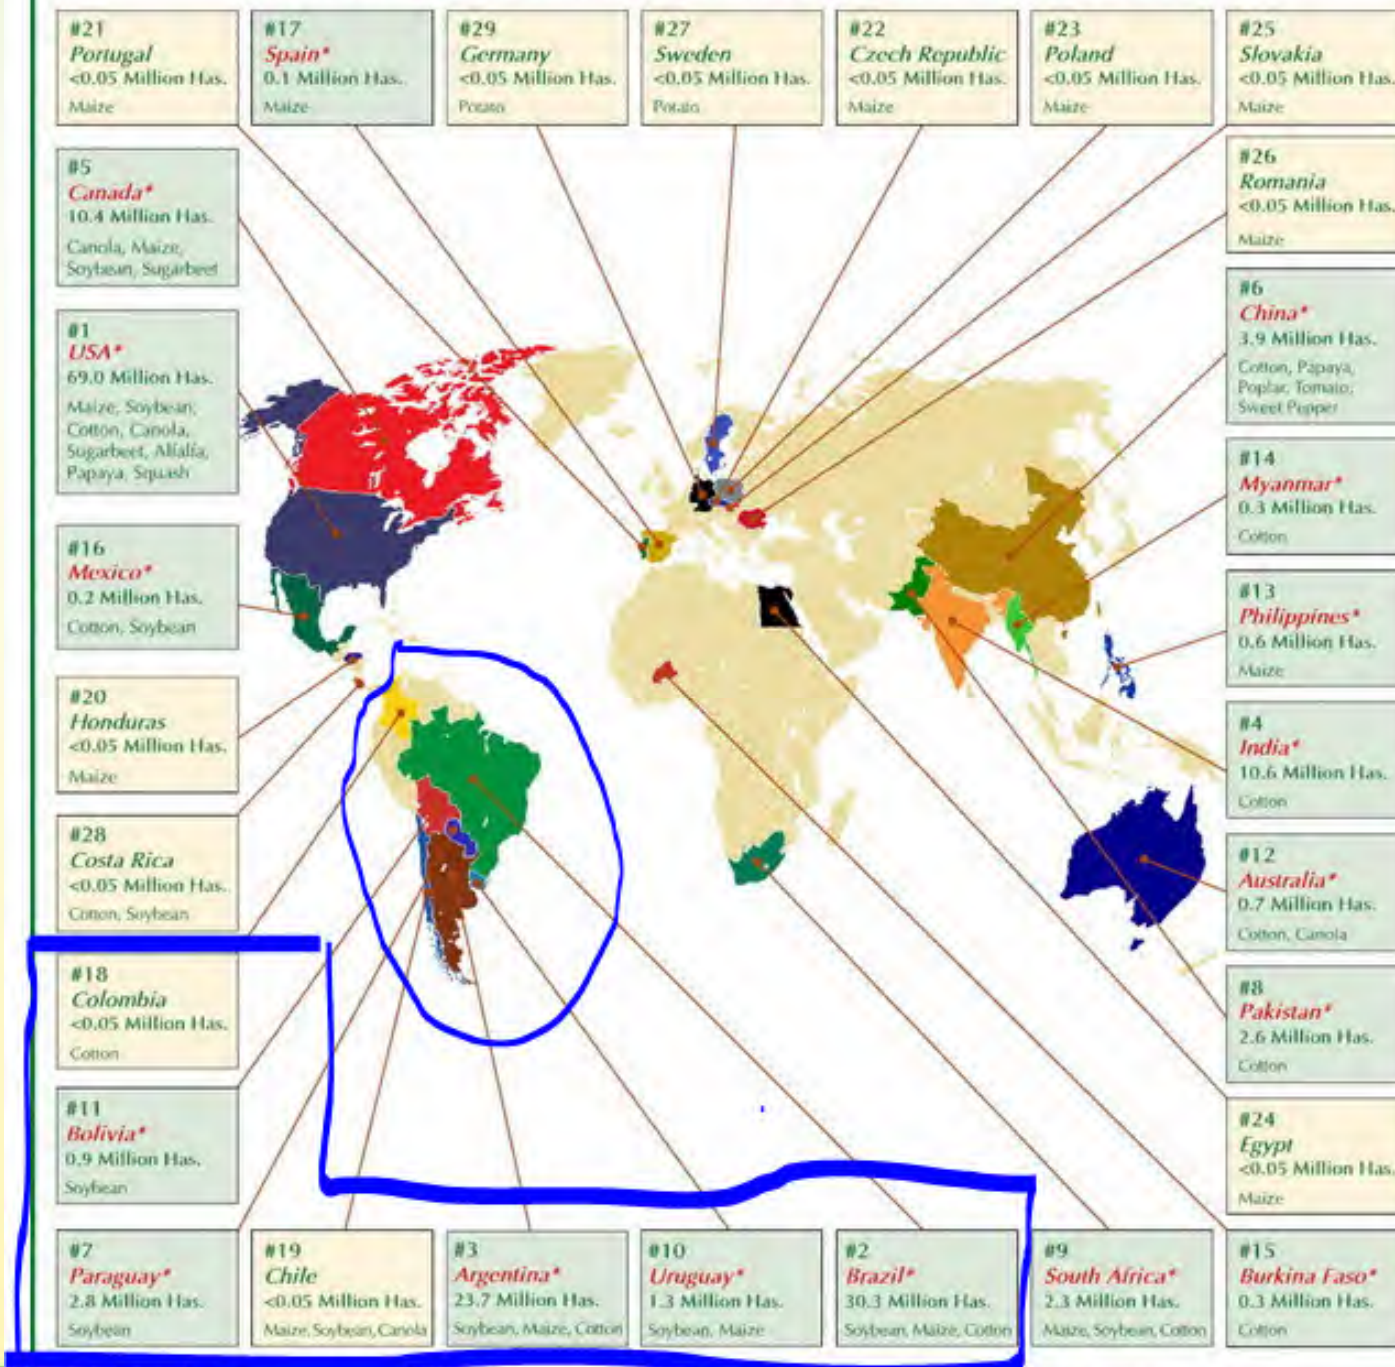 #21
Portugal
<0.05 Million Has.
Maize
#17
Spain*
0.1 Million Has.
Maize
#29
Germany
<0.05 Million Has.
Potato
#27
Sweden
<0.05 Million Has.
Potato
#22
Czech Republic
<0.05 Million Has.
Maize
#23
Poland
<0.05 Million Has.
Maize
#25
Slovakia
<0.05 Million Has.
Maize
#5
Canada*
10.4 Million Has.
Canola, Maize,
Soybean, Sugarbeet
#26
Romania
<0.05 Million Has.
Maize
#1
USA*
69.0 Million Has.
Maize, Soybean,
Cotton, Canola,
Sugarbeet, Alfalfa,
Papaya, Squash
#6
China*
3.9 Million Has.
Cotton, Papaya,
Poplar, Tomato,
Sweet Pepper
#14
Myanmar*
0.3 Million Has.
Cotton
#16
Mexico*
0.2 Million Has.
Cotton, Soybean
#13
Philippines*
0.6 Million Has.
Maize
#20
Honduras
<0.05 Million Has.
Maize
#4
India*
10.6 Million Has.
Cotton
#28
Costa Rica
<0.05 Million Has.
Cotton, Soybean
#12
Australia*
0.7 Million Has.
Cotton, Canola
#18
Colombia
<0.05 Million Has.
Cotton
#8
Pakistan*
2.6 Million Has.
Cotton
#11
Bolivia*
0.9 Million Has.
Soybean
#24
Egypt
<0.05 Million Has.
Maize
#7
Paraguay*
2.8 Million Has.
Soybean
#19
Chile
<0.05 Million Has.
Maize, Soybean, Canola
#3
Argentina*
23.7 Million Has.
Soybean, Maize, Cotton
#10
Uruguay*
1.3 Million Has.
Soybean, Maize
#2
Brazil*
30.3 Million Has.
Soybean, Maize, Cotton
#9
South Africa*
2.3 Million Has.
Maize, Soybean, Cotton
#15
Burkina Faso*
0.3 Million Has.
Cotton